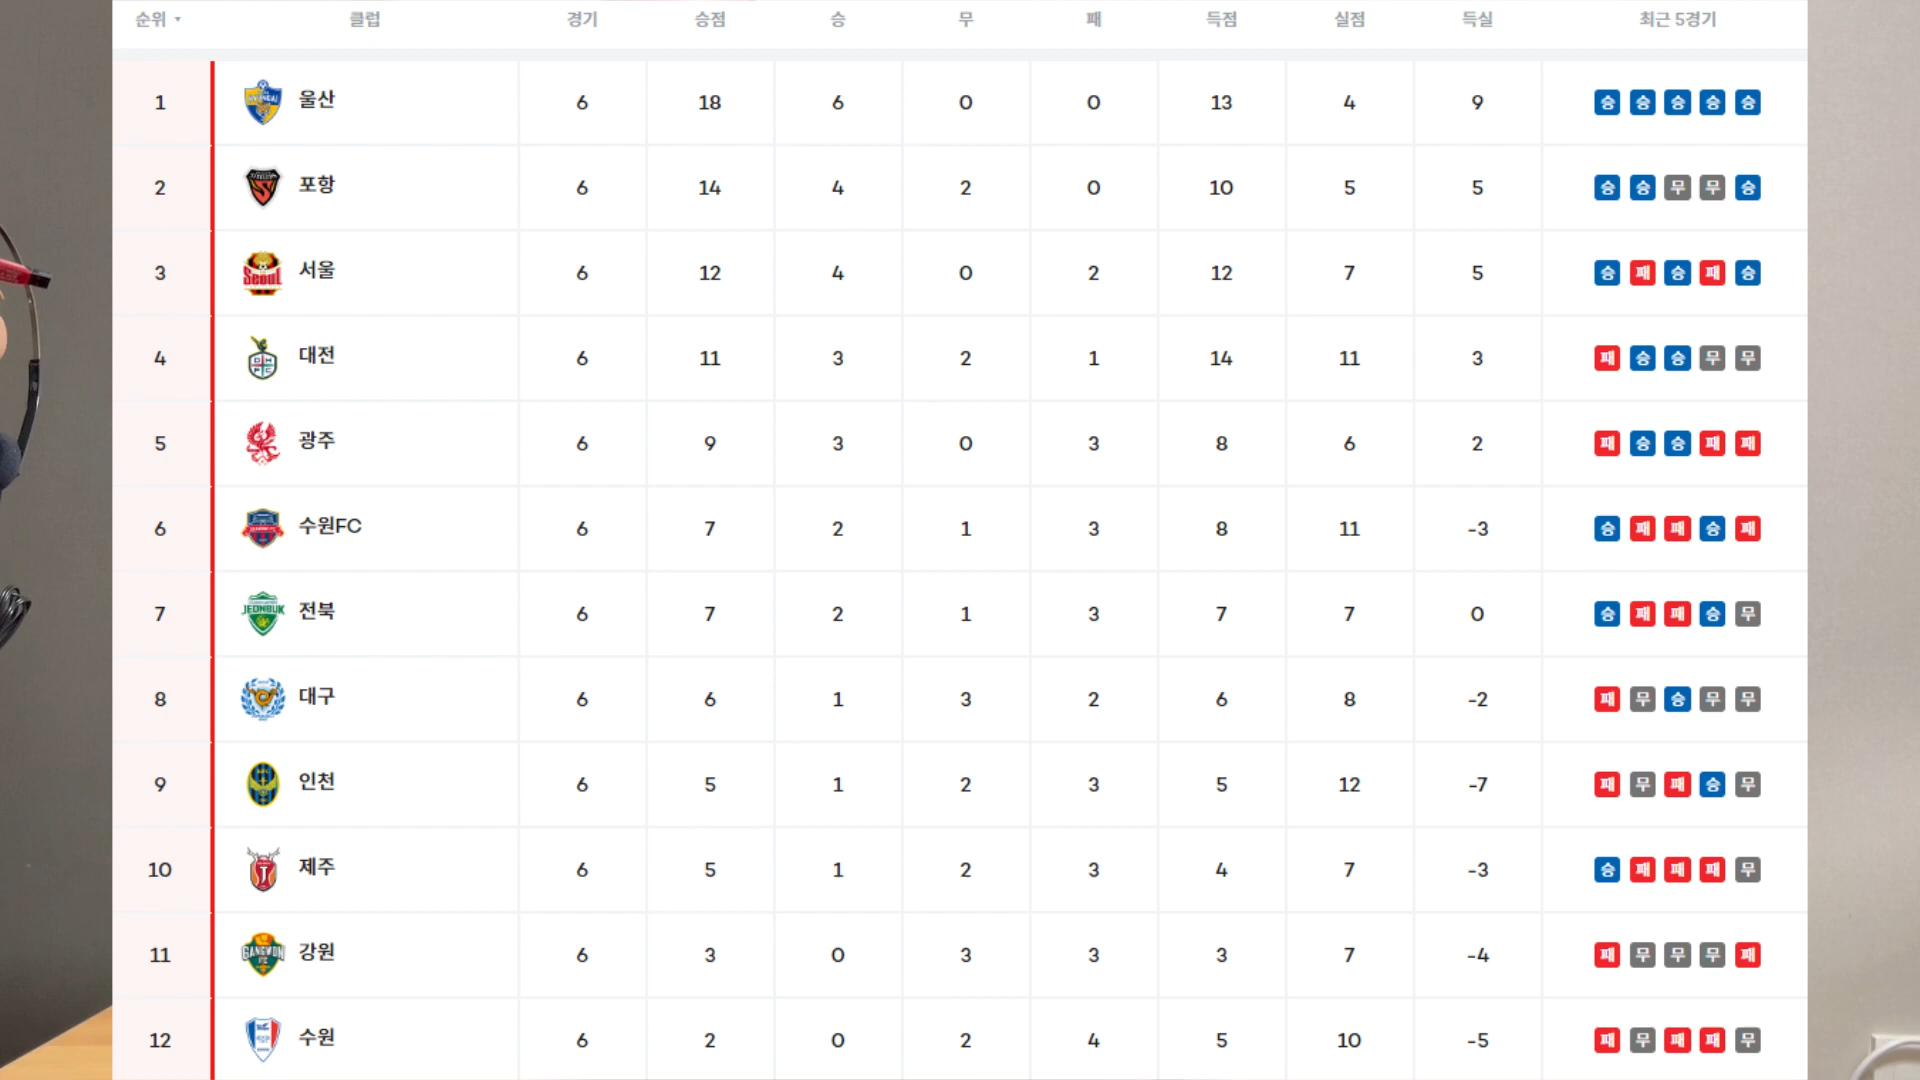 순위 클럽 경기 승점 승 무 패 득점 실점 득실 최근 5경기
1 울산 6 18 6 0 0 13 4 9 승 승 승 승 승
2 포항 6 14 4 2 0 10 5 5 승 승 무 무 승
3 Seoul 서울 6 12 4 0 2 12 7 5 승 패 승 패 승
4 대전 6 11 3 2 1 14 11 3 패 승 승 무 무
5 광주 6 9 3 0 3 8 6 2 패 승 승 패 패
6 수원FC 6 7 2 1 3 8 11 -3 승 패 패 승 패
7 JEONBUK 전북 6 7 2 1 3 7 7 0 승 패 패 승 무
8 대구 6 6 1 3 2 6 8 -2 패 무 승 무 무
9 인천 6 5 1 2 3 5 12 -7 패 무 패 승 무
10 제주 6 5 1 2 3 4 7 -3 승 패 패 패 무
11 GANGWON FC 강원 6 3 0 3 3 3 7 -4 패 무 무 무 패
12 수원 6 2 0 2 4 5 10 -5 패 무 패 패 무